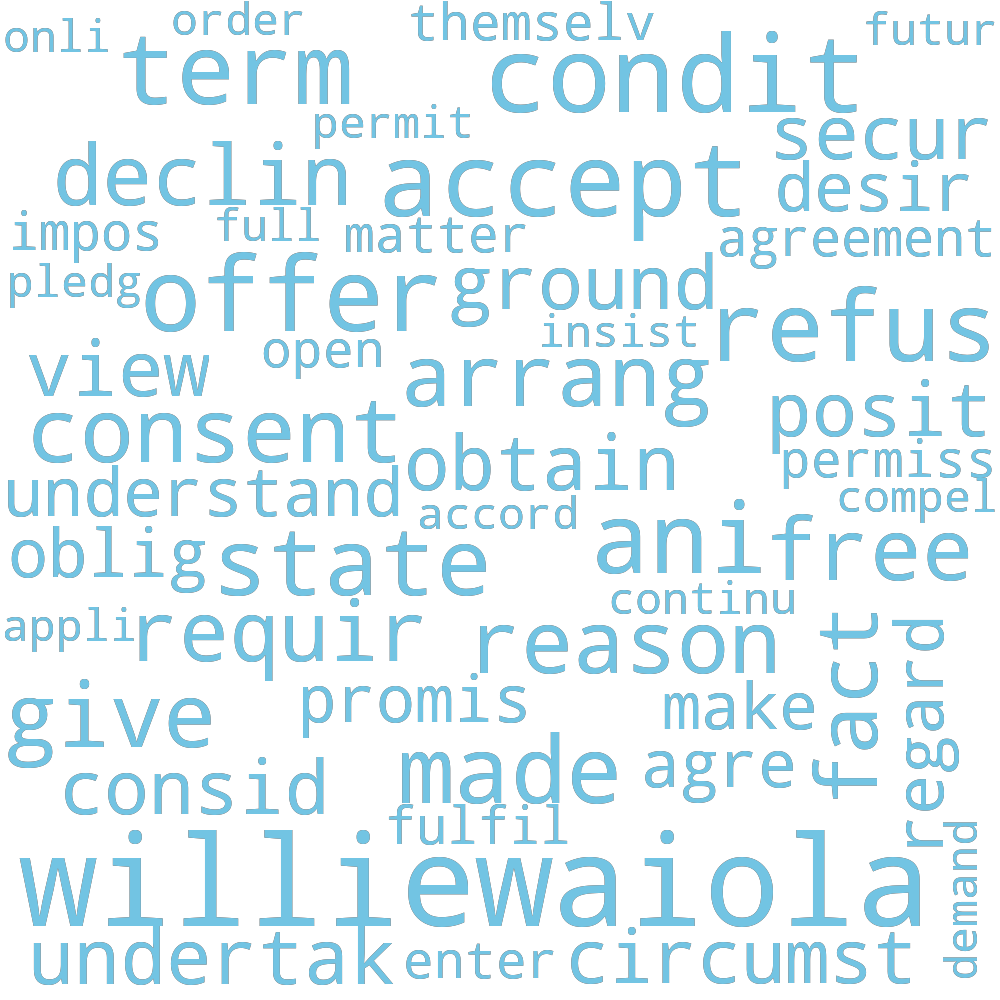 onli order themselv futur
term condit
permit secur
declin accept desir
impos full matter agreement
pledg offer ground
insist refus
view open arrang
consent posit
obtain permiss
understand accord compel
oblig state ani free
continu
appli requir reason fact regard
give promis make
consid made agre
fulfil demand
williewaiola
undertak enter circumst